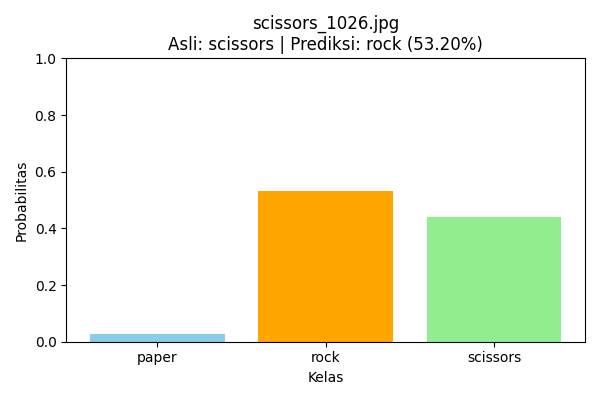 scissors_1026.jpg
Asli: scissors | Prediksi: rock (53.20%)
1.0
0.8
0.6
0.4
0.2
0.0
Probabilitas
paper rock scissors
Kelas